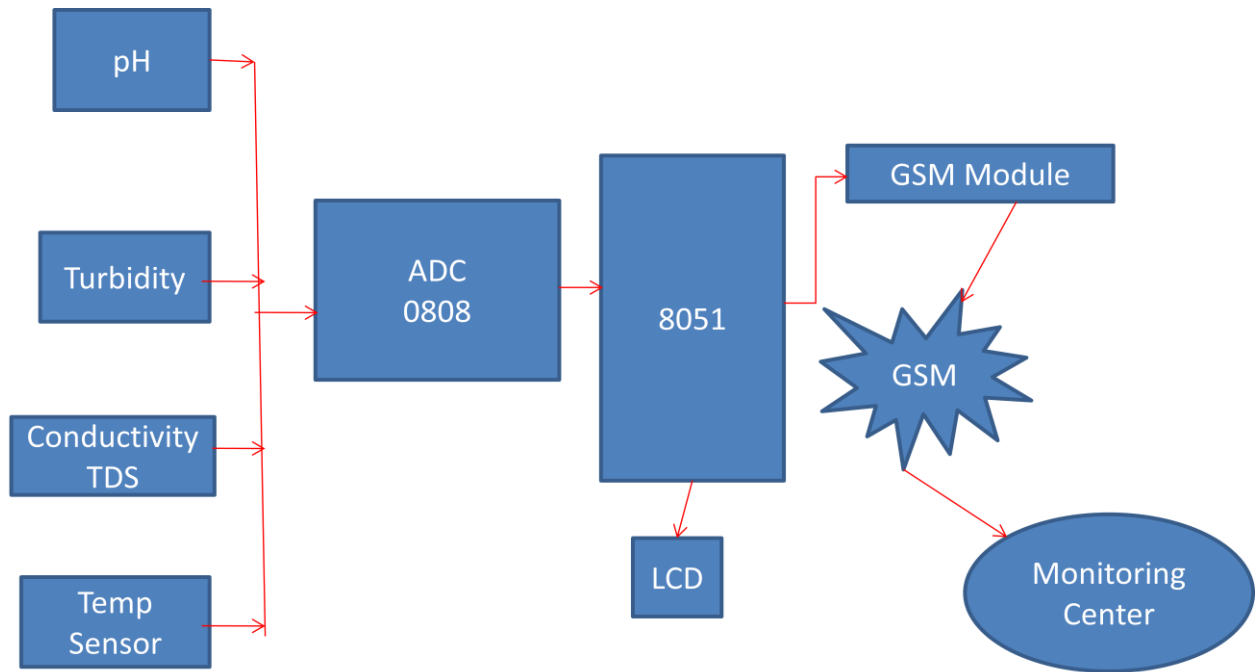 pH
Turbidity
Conductivity
TDS
Temp
Sensor
ADC
0808
8051
LCD
GSM Module
GSM
Monitoring
Center